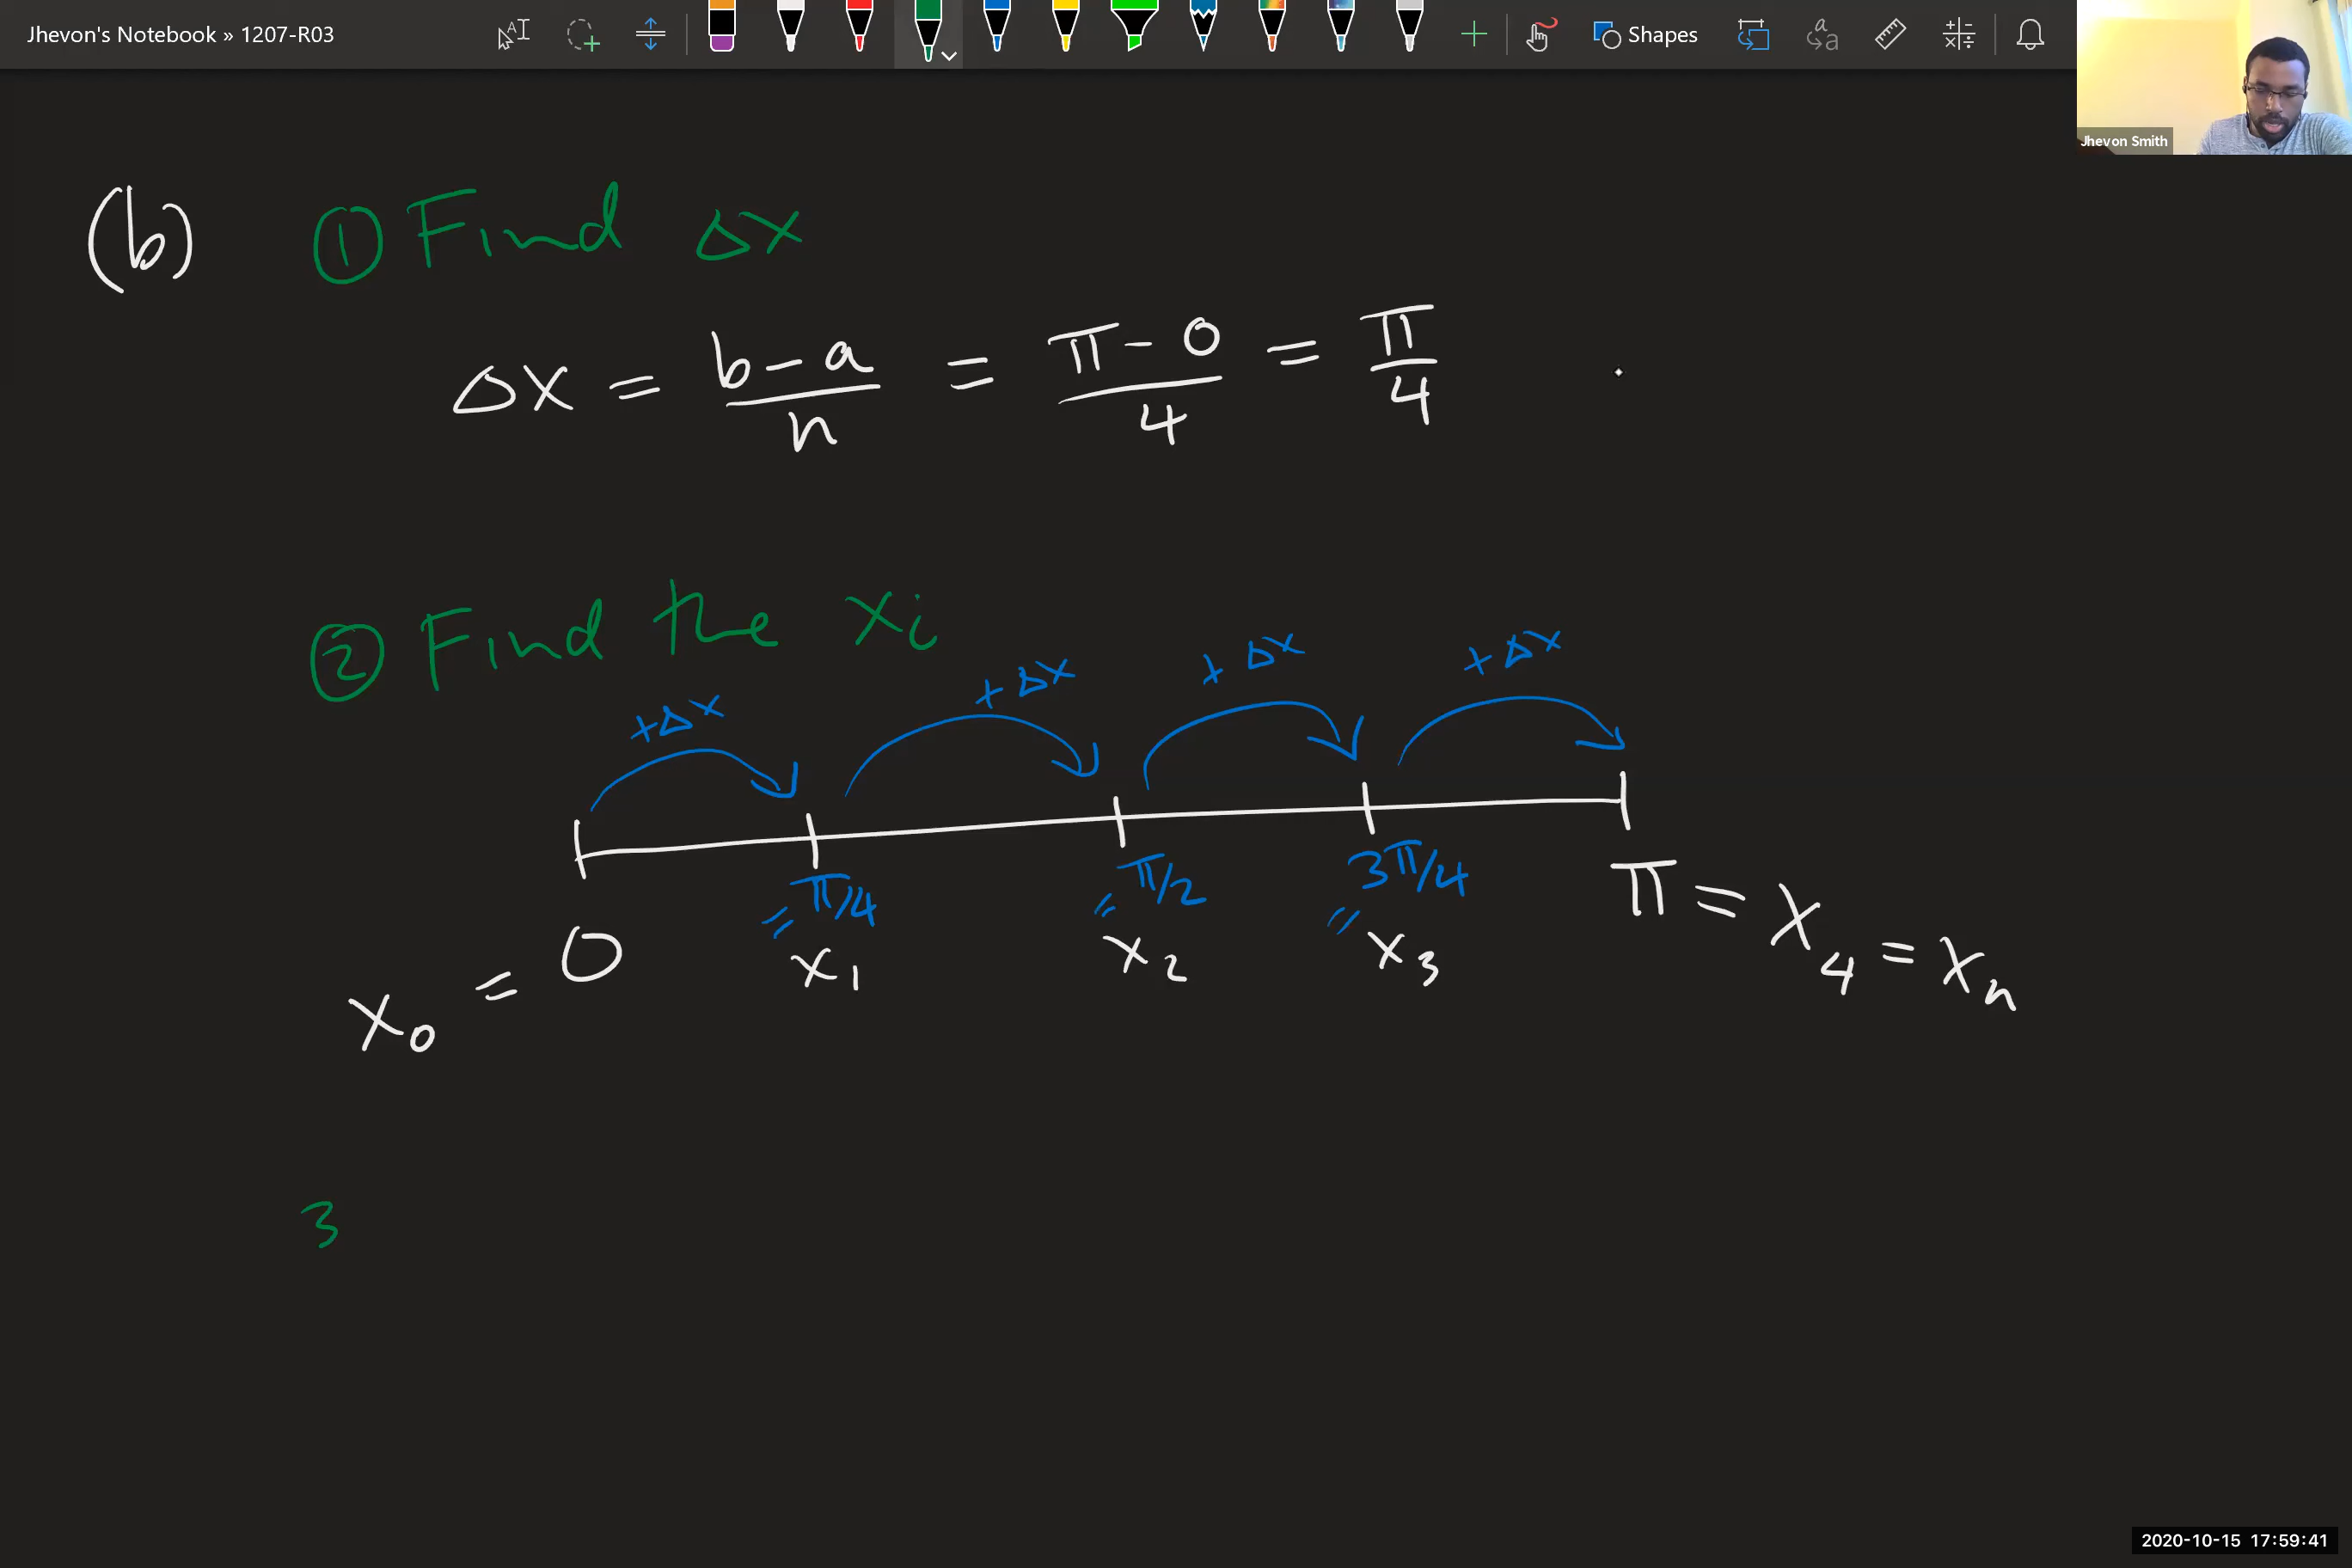 Jhevon's Notebook » 1207-R03
Shapes
Jhevon Smith
(b) ① Find Δx
Δx = b-a/n = π-0/4 = π/4
② Find the xi
+Δx +Δx +Δx +Δx
= π/4 = π/2 = 3π/4
x₀ = 0 x₁ x₂ x₃ π = x₄ = xₙ
3
2020-10-15 17:59:41